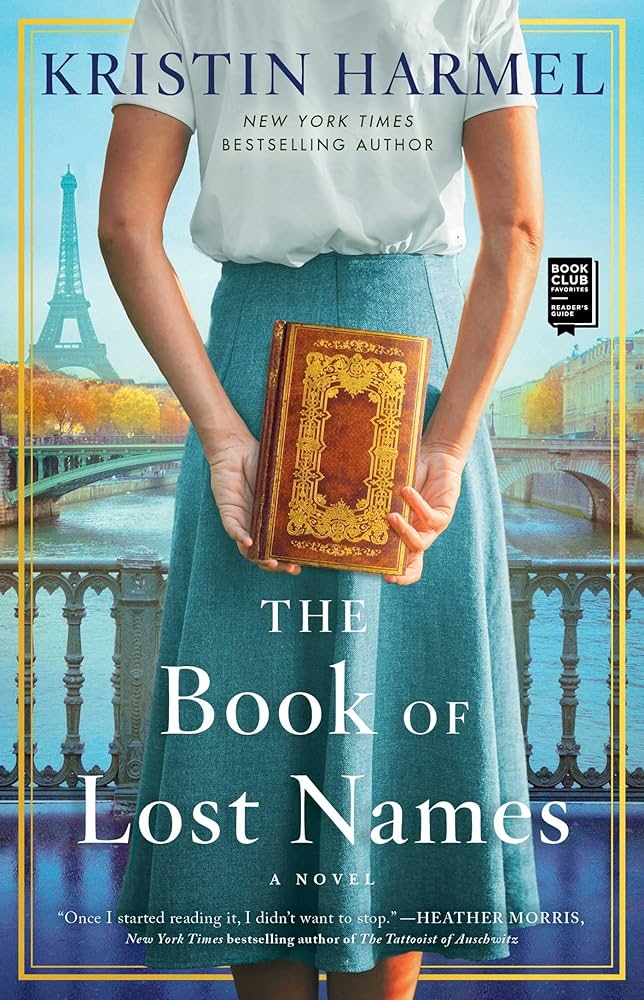 KRISTIN HARMEL
NEW YORK TIMES
BESTSELLING AUTHOR
BOOK
CLUB
FAVORITES
READER'S
GUIDE
THE
Book of
Lost Names
A NOVEL
“Once I started reading it, I didn’t want to stop.” —HEATHER MORRIS,
New York Times bestselling author of The Tattooist of Auschwitz